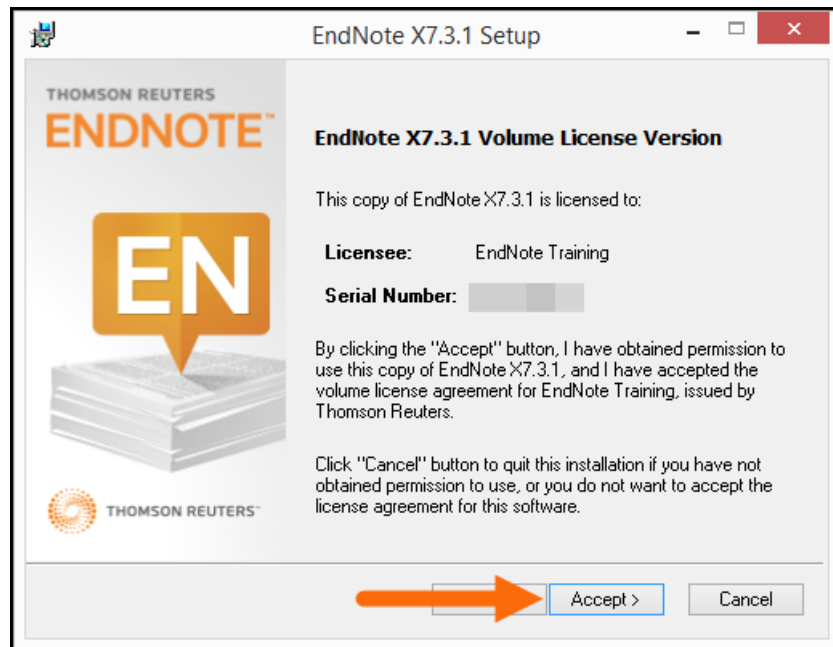 EndNote X7.3.1 Setup
THOMSON REUTERS
ENDNOTE™
EN
THOMSON REUTERS™
EndNote X7.3.1 Volume License Version
This copy of EndNote X7.3.1 is licensed to:
Licensee: EndNote Training
Serial Number:
By clicking the "Accept" button, I have obtained permission to
use this copy of EndNote X7.3.1, and I have accepted the
volume license agreement for EndNote Training, issued by
Thomson Reuters.
Click "Cancel" button to quit this installation if you have not
obtained permission to use, or you do not want to accept the
license agreement for this software.
Accept > Cancel